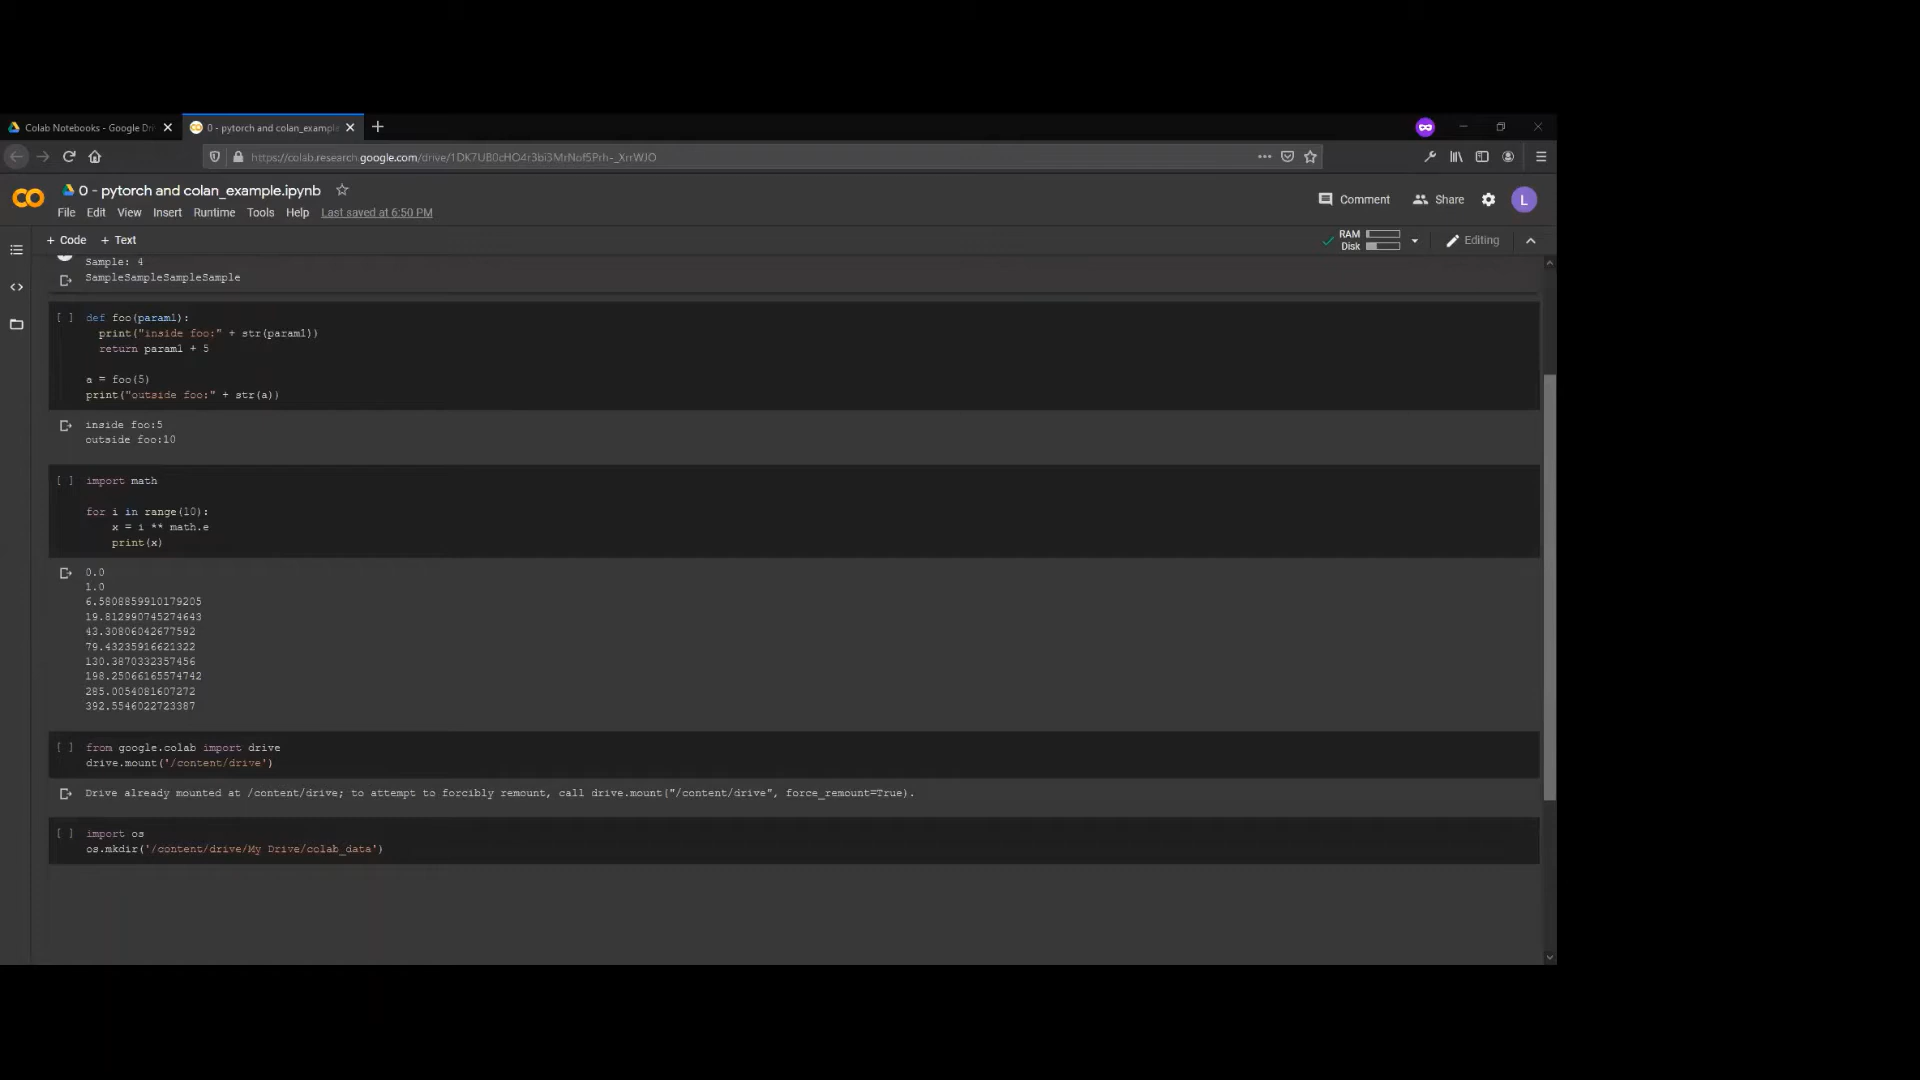 Colab Notebooks - Google Dri
0 - pytorch and colan_example
https://colab.research.google.com/drive/1DK7UB0cHO4r3bi3MrNof5Prh-_XrrWJO
0 - pytorch and colan_example.ipynb
Comment
Share
L
File Edit View Insert Runtime Tools Help Last saved at 6:50 PM
+ Code + Text
RAM
Disk
Editing
Sample: 4
SampleSampleSampleSample
[ ] def foo(param1):
print("inside foo:" + str(param1))
return param1 + 5
a = foo(5)
print("outside foo:" + str(a))
inside foo:5
outside foo:10
[ ] import math
for i in range(10):
x = i ** math.e
print(x)
0.0
1.0
6.5808859910179205
19.812990745274643
43.30806042677592
79.43235916621322
130.3870332357456
198.25066165574742
285.0054081607272
392.5546022723387
[ ] from google.colab import drive
drive.mount('/content/drive')
Drive already mounted at /content/drive; to attempt to forcibly remount, call drive.mount("/content/drive", force_remount=True).
[ ] import os
os.mkdir('/content/drive/My Drive/colab_data')